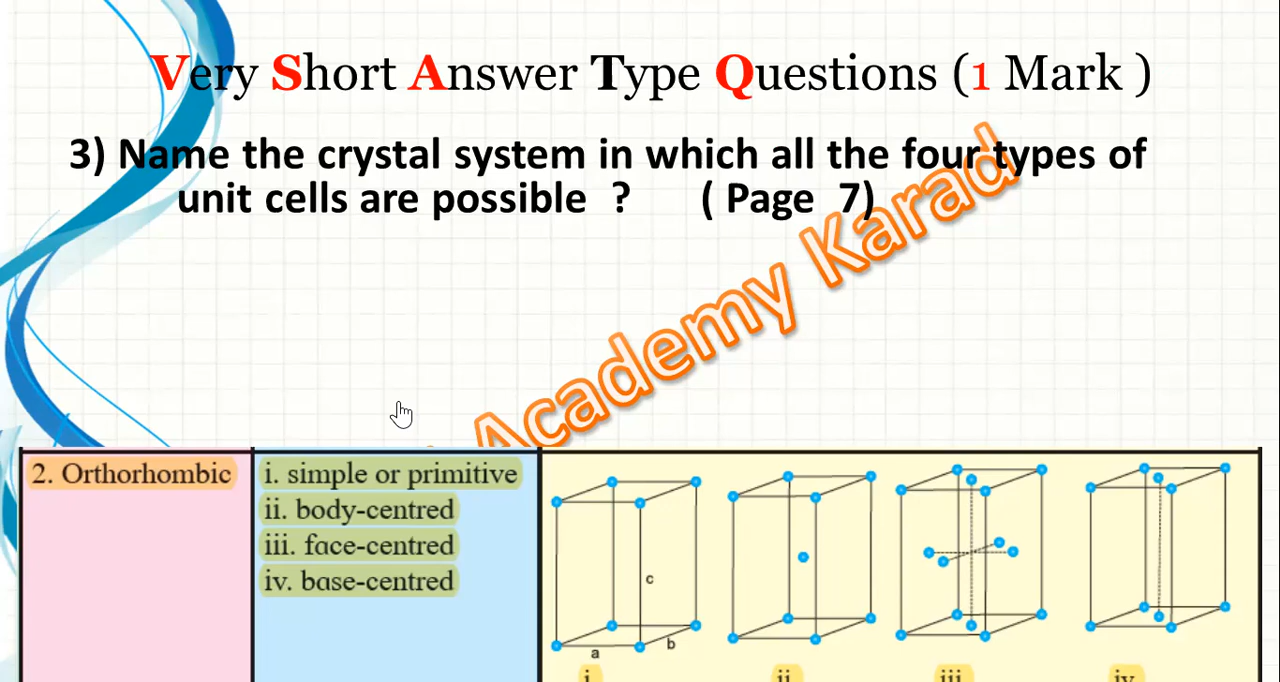 Very Short Answer Type Questions (1 Mark )
3) Name the crystal system in which all the four types of
unit cells are possible ? ( Page 7)
Academy Karad
2. Orthorhombic
i. simple or primitive
ii. body-centred
iii. face-centred
iv. base-centred
c
a
b
i
ii
iii
iv